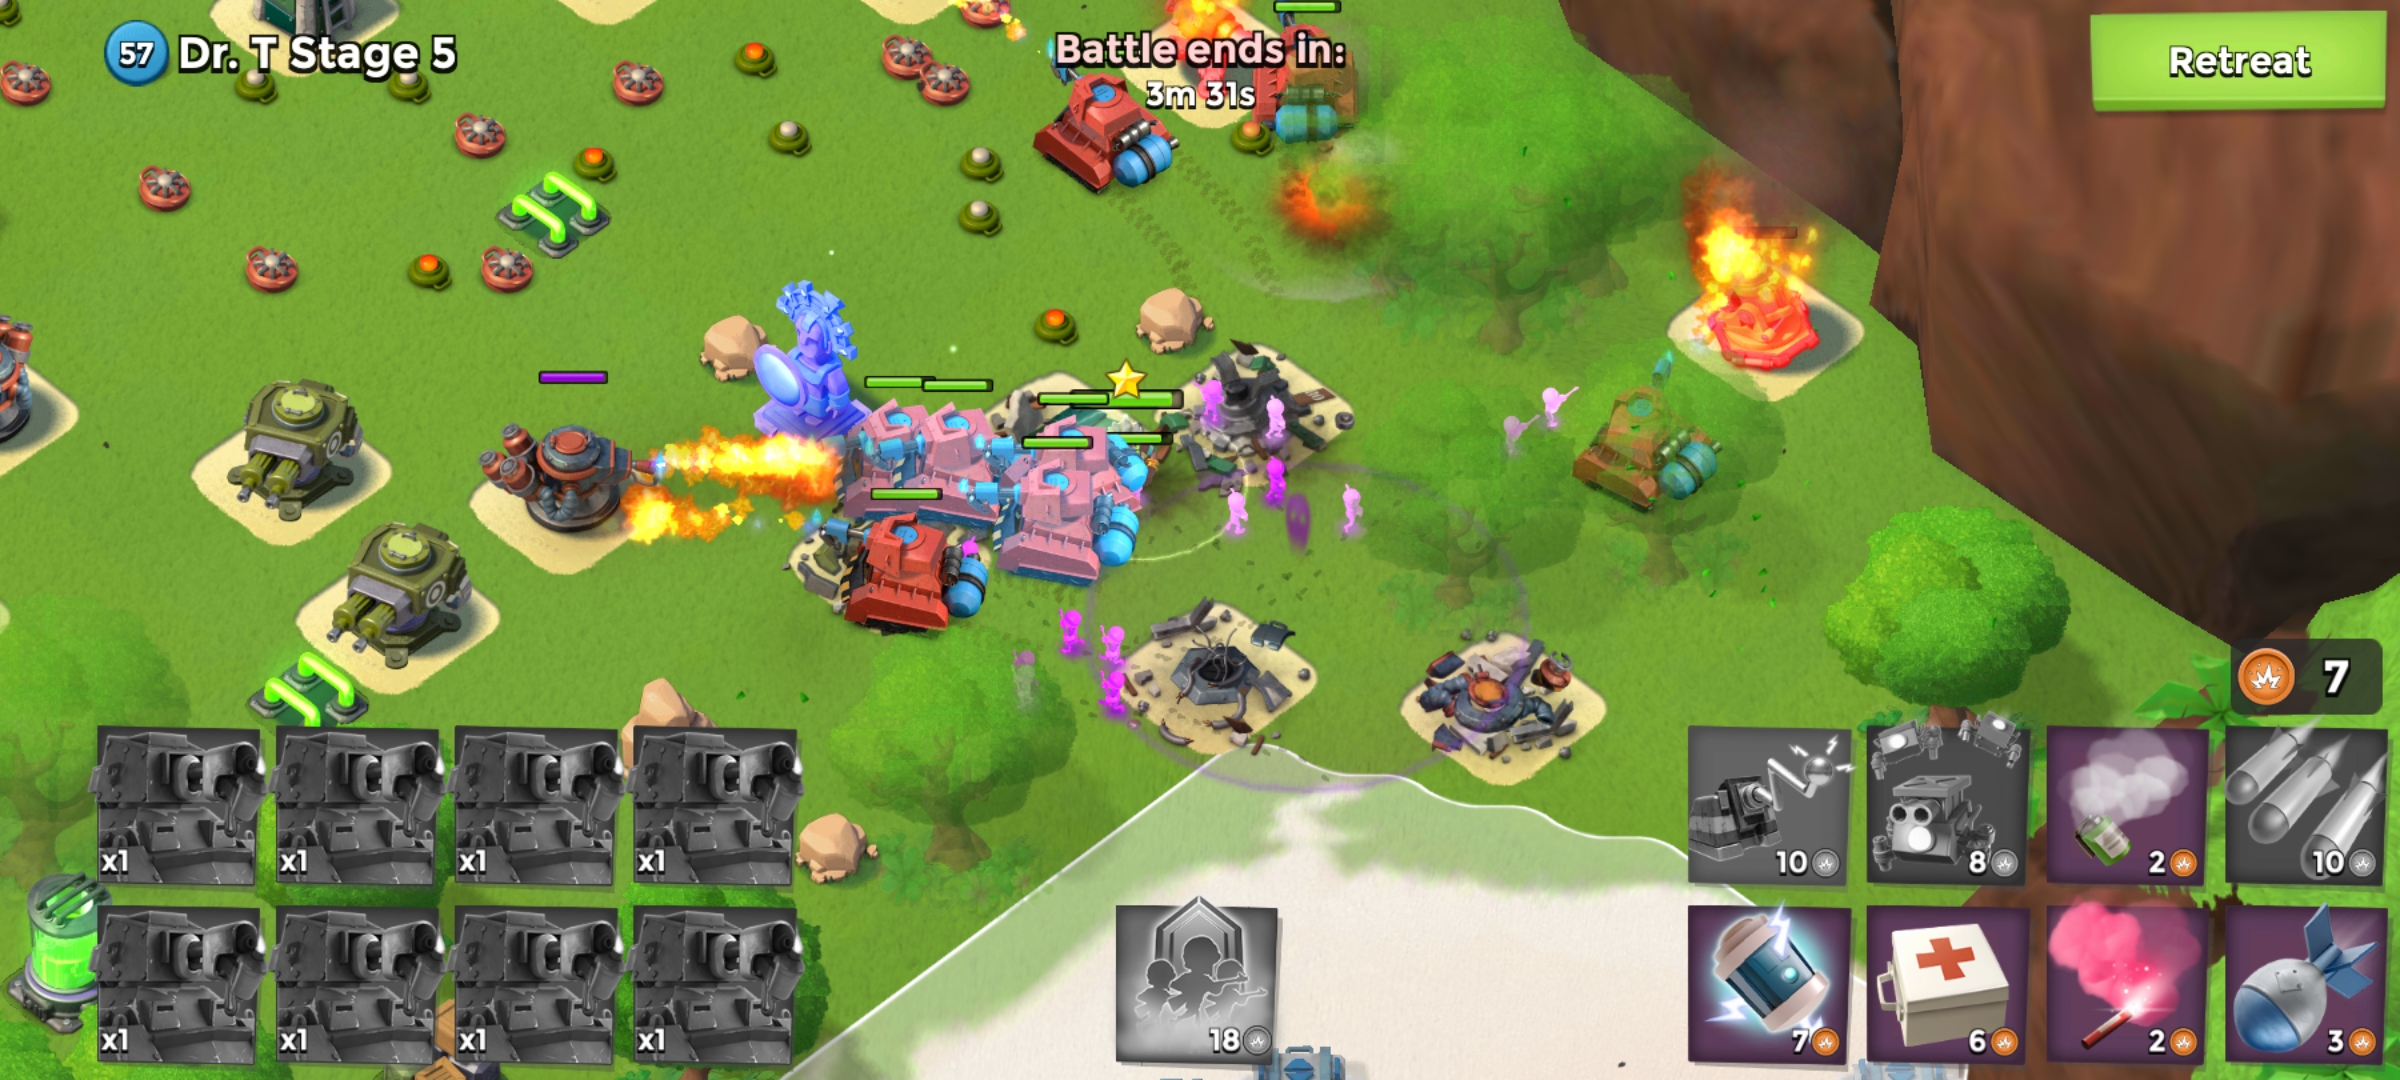 57 Dr. T Stage 5
Battle ends in:
3m 31s
Retreat
7
x1 x1 x1 x1
10 8 2 10
x1 x1 x1 x1
18
7 6 2 3